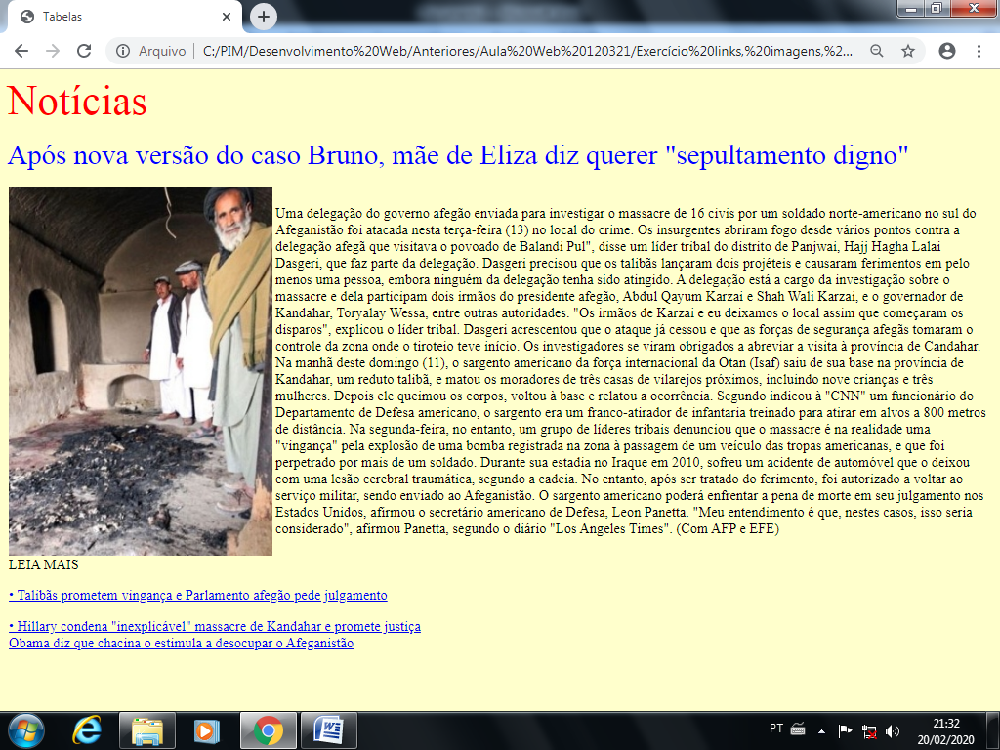 Tabelas
Arquivo
C:/PIM/Desenvolvimento%20Web/Anteriores/Aula%20Web%20120321/Exercício%20links,%20imagens,%2...
Notícias
Após nova versão do caso Bruno, mãe de Eliza diz querer "sepultamento digno"
Uma delegação do governo afegão enviada para investigar o massacre de 16 civis por um soldado norte-americano no sul do
Afeganistão foi atacada nesta terça-feira (13) no local do crime. Os insurgentes abriram fogo desde vários pontos contra a
delegação afegã que visitava o povoado de Balandi Pul", disse um líder tribal do distrito de Panjwai, Hajj Hagha Lalai
Dasgeri, que faz parte da delegação. Dasgeri precisou que os talibãs lançaram dois projéteis e causaram ferimentos em pelo
menos uma pessoa, embora ninguém da delegação tenha sido atingido. A delegação está a cargo da investigação sobre o
massacre e dela participam dois irmãos do presidente afegão, Abdul Qayum Karzai e Shah Wali Karzai, e o governador de
Kandahar, Toryalay Wessa, entre outras autoridades. "Os irmãos de Karzai e eu deixamos o local assim que começaram os
disparos", explicou o líder tribal. Dasgeri acrescentou que o ataque já cessou e que as forças de segurança afegãs tomaram o
controle da zona onde o tiroteio teve início. Os investigadores se viram obrigados a abreviar a visita à província de Candahar.
Na manhã deste domingo (11), o sargento americano da força internacional da Otan (Isaf) saiu de sua base na província de
Kandahar, um reduto talibã, e matou os moradores de três casas de vilarejos próximos, incluindo nove crianças e três
mulheres. Depois ele queimou os corpos, voltou à base e relatou a ocorrência. Segundo indicou à "CNN" um funcionário do
Departamento de Defesa americano, o sargento era um franco-atirador de infantaria treinado para atirar em alvos a 800 metros
de distância. Na segunda-feira, no entanto, um grupo de líderes tribais denunciou que o massacre é na realidade uma
"vingança" pela explosão de uma bomba registrada na zona à passagem de um veículo das tropas americanas, e que foi
perpetrado por mais de um soldado. Durante sua estadia no Iraque em 2010, sofreu um acidente de automóvel que o deixou
com uma lesão cerebral traumática, segundo a cadeia. No entanto, após ser tratado do ferimento, foi autorizado a voltar ao
serviço militar, sendo enviado ao Afeganistão. O sargento americano poderá enfrentar a pena de morte em seu julgamento nos
Estados Unidos, afirmou o secretário americano de Defesa, Leon Panetta. "Meu entendimento é que, nestes casos, isso seria
considerado", afirmou Panetta, segundo o diário "Los Angeles Times". (Com AFP e EFE)
LEIA MAIS
• Talibãs prometem vingança e Parlamento afegão pede julgamento
• Hillary condena "inexplicável" massacre de Kandahar e promete justiça
Obama diz que chacina o estimula a desocupar o Afeganistão
PT
21:32
20/02/2020